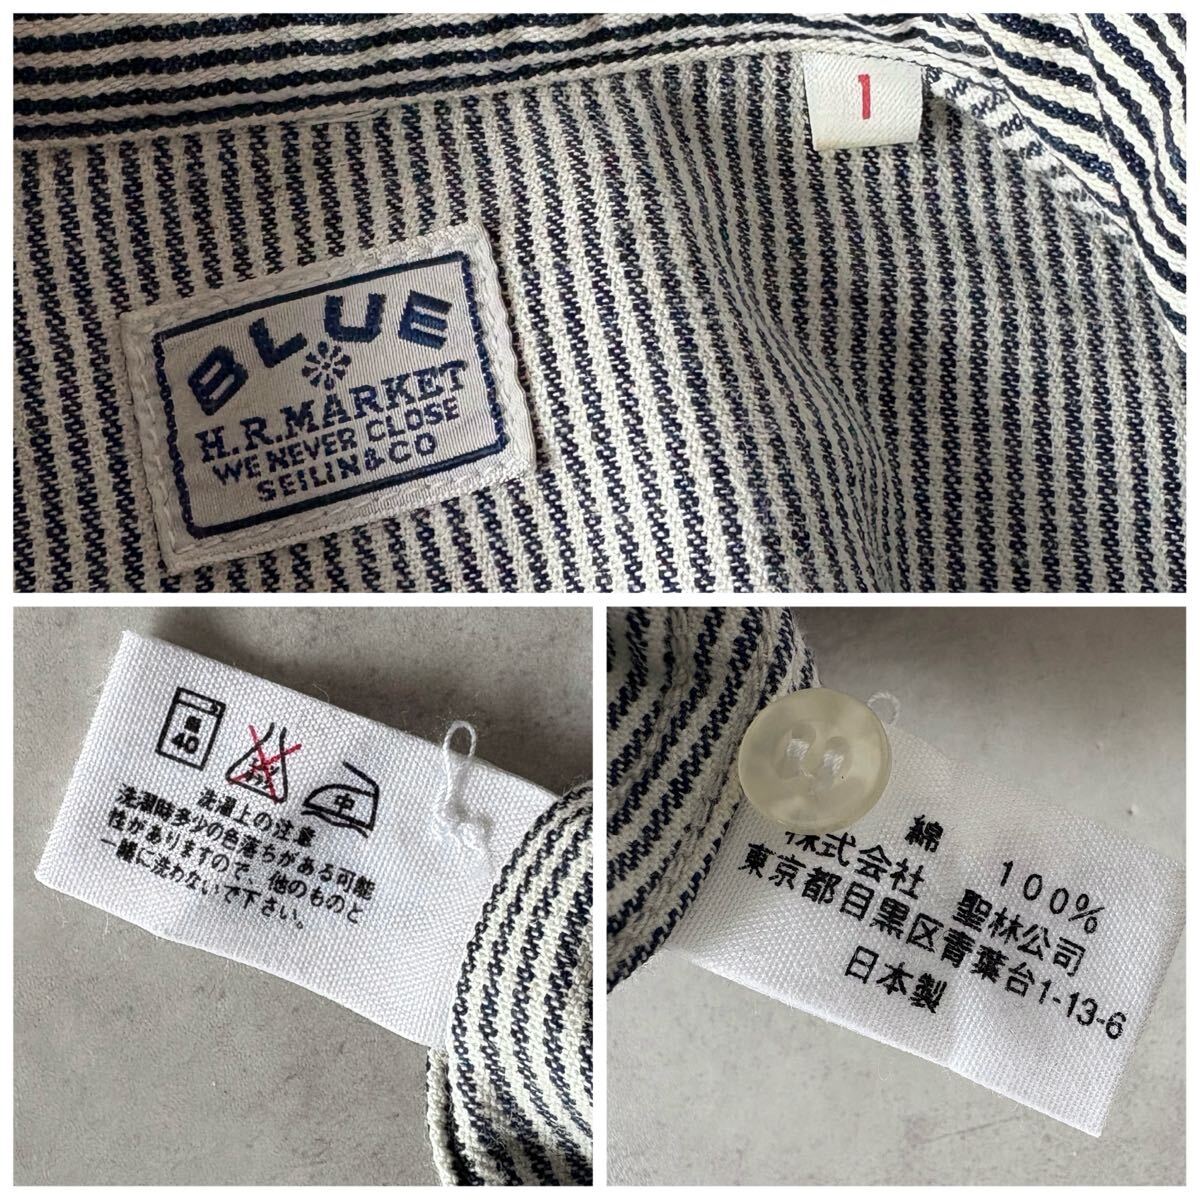 1
BLUE
H.R.MARKET
WE NEVER CLOSE
SEILIN & CO
40
中
洗濯上の注意
洗濯時多少の色落ちがある可能
性がありますので、他のものと
一緒に洗わないで下さい。
綿 100%
株式会社 聖林公司
東京都目黒区青葉台1-13-6
日本製